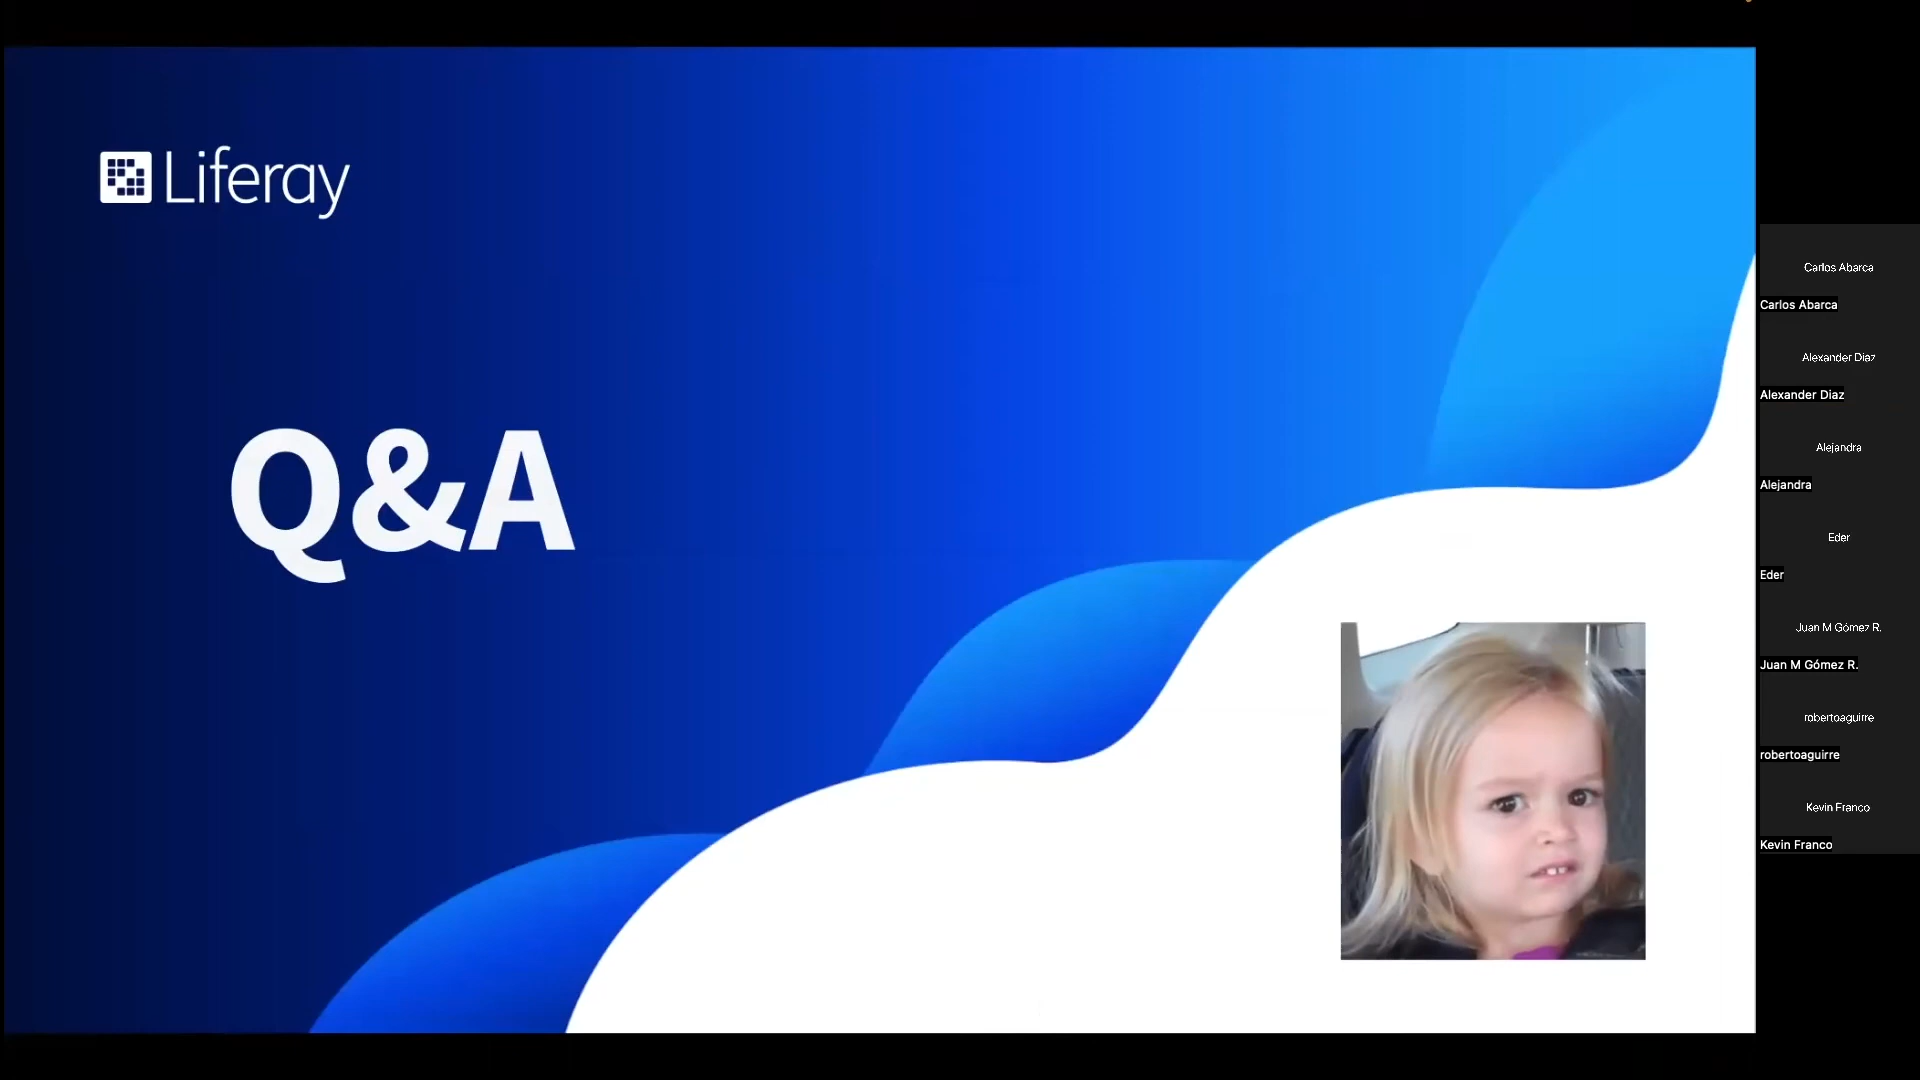 Liferay
Q&A
Carlos Abarca
Carlos Abarca
Alexander Diaz
Alexander Diaz
Alejandra
Alejandra
Eder
Eder
Juan M Gómez R.
Juan M Gómez R.
robertoaguirre
robertoaguirre
Kevin Franco
Kevin Franco